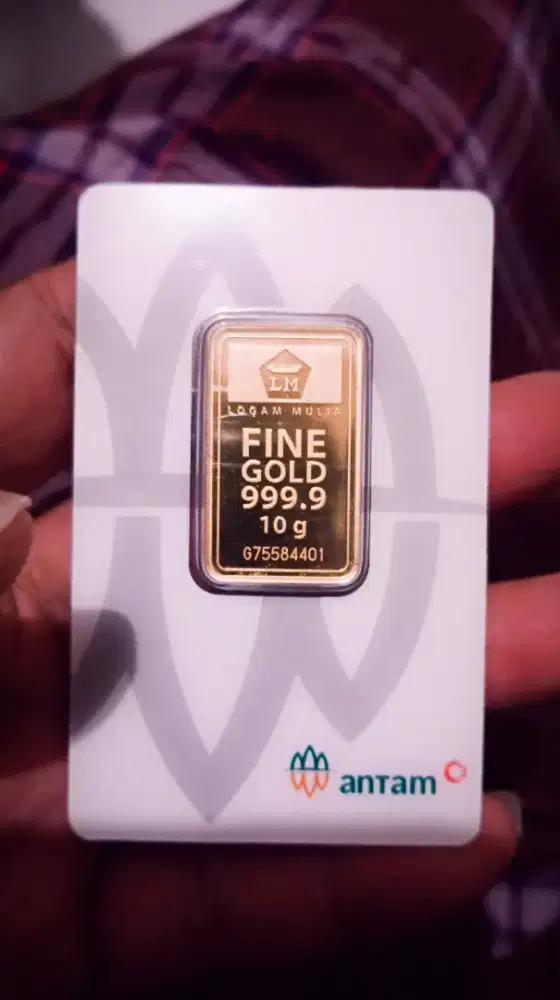 LM
LOGAM MULIA
FINE
GOLD
999.9
10 g
G75584401
antam